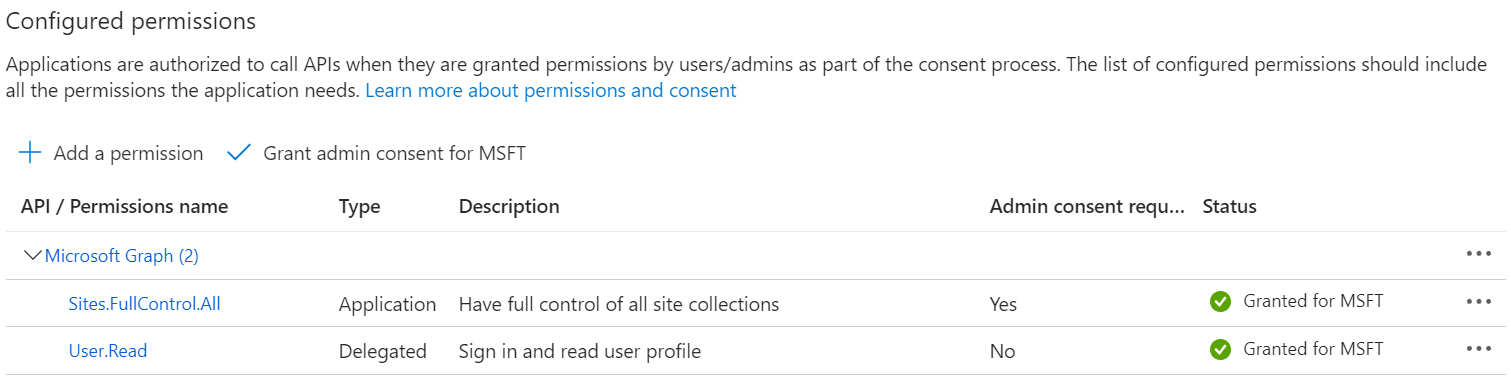 Configured permissions
Applications are authorized to call APIs when they are granted permissions by users/admins as part of the consent process. The list of configured permissions should include
all the permissions the application needs. Learn more about permissions and consent
Add a permission Grant admin consent for MSFT
API / Permissions name Type Description Admin consent requ... Status
Microsoft Graph (2)
Sites.FullControl.All Application Have full control of all site collections Yes Granted for MSFT
User.Read Delegated Sign in and read user profile No Granted for MSFT